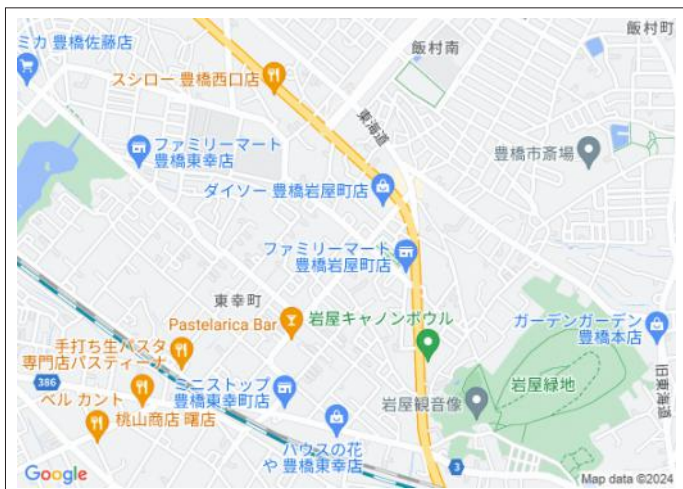 飯村町
ミカ 豊橋佐藤店
飯村南
スシロー 豊橋西口店
東海道
ファミリーマート
豊橋東幸店
豊橋市斎場
ダイソー 豊橋岩屋町店
ファミリーマート
豊橋岩屋町店
東幸町
Pastelarica Bar
岩屋キャノンボウル
ガーデンガーデン
豊橋本店
手打ち生パスタ
専門店パスティーナ
386
ベル カント
ミニストップ
豊橋東幸町店
岩屋緑地
旧東海道
桃山商店 曙店
岩屋観音像
ハウスの花
や 豊橋東幸店
3
Google
Map data ©2024